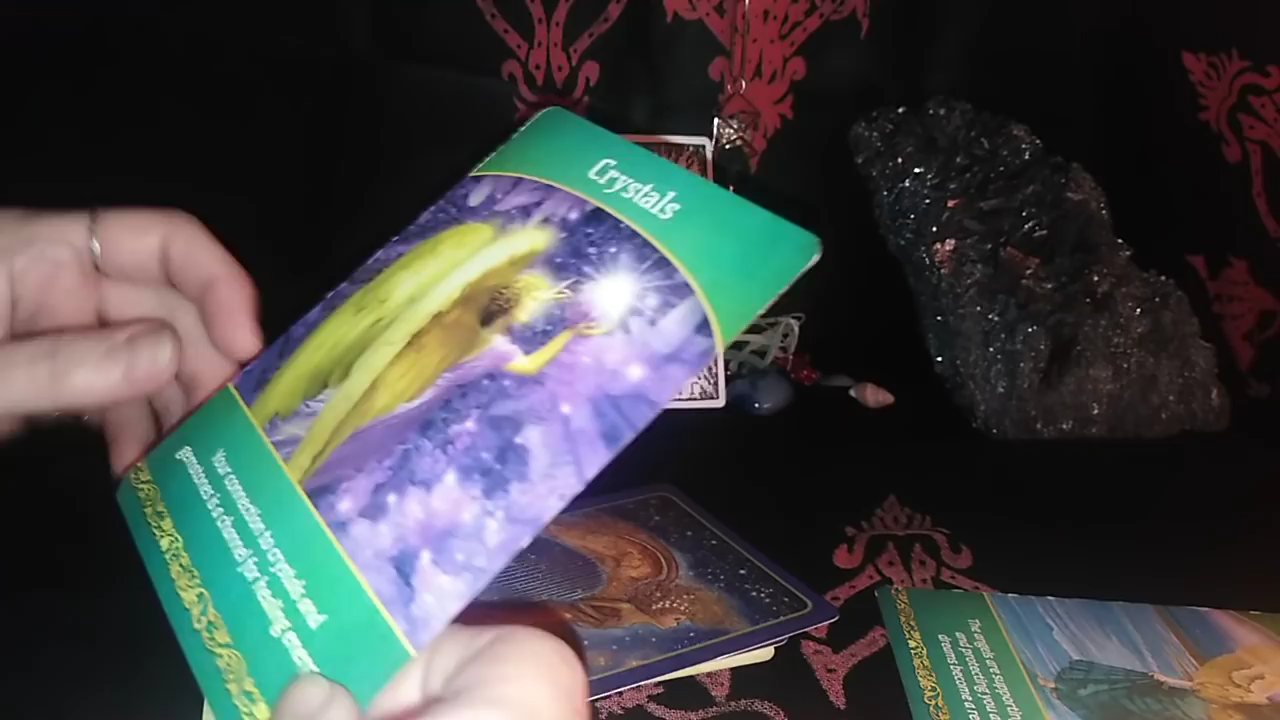 Crystals
Your connection to crystals and
gemstones is a channel for healing
The angels are
and protecting you
dreams become a